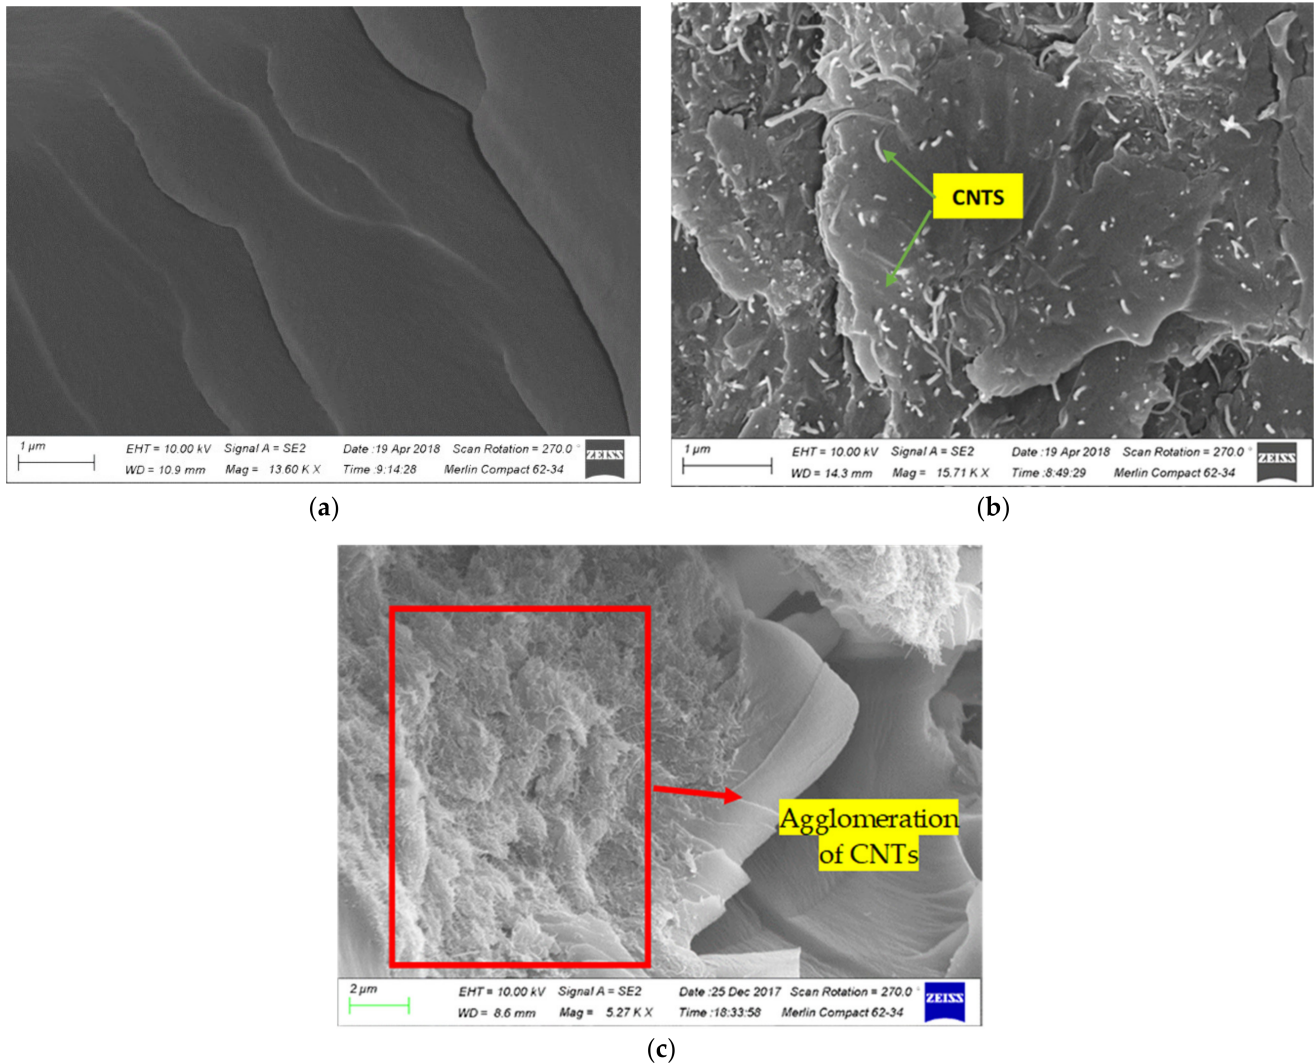 1 µm
EHT = 10.00 kV Signal A = SE2 Date :19 Apr 2018 Scan Rotation = 270.0 °
WD = 10.9 mm Mag = 13.60 K X Time :9:14:28 Merlin Compact 62-34
ZEISS
(a)
CNTS
1 µm
EHT = 10.00 kV Signal A = SE2 Date :19 Apr 2018 Scan Rotation = 270.0 °
WD = 14.3 mm Mag = 15.71 K X Time :8:49:29 Merlin Compact 62-34
ZEISS
(b)
Agglomeration
of CNTs
2 µm
EHT = 10.00 kV Signal A = SE2 Date :25 Dec 2017 Scan Rotation = 270.0 °
WD = 8.6 mm Mag = 5.27 K X Time :18:33:58 Merlin Compact 62-34
ZEISS
(c)